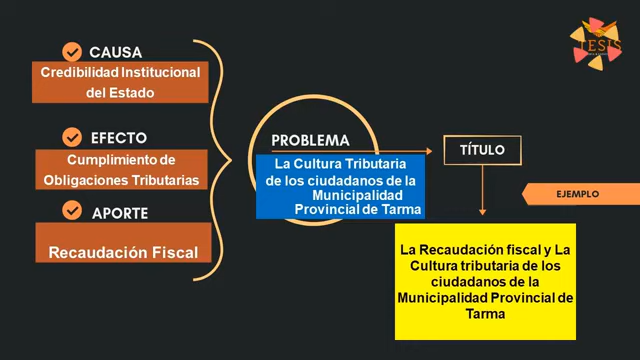 CAUSA
Credibilidad Institucional
del Estado
EFECTO
Cumplimiento de
Obligaciones Tributarias
APORTE
Recaudación Fiscal
PROBLEMA
La Cultura Tributaria
de los ciudadanos de la
Municipalidad
Provincial de Tarma
TÍTULO
EJEMPLO
La Recaudación fiscal y La
Cultura tributaria de los
ciudadanos de la
Municipalidad Provincial de
Tarma
TESIS